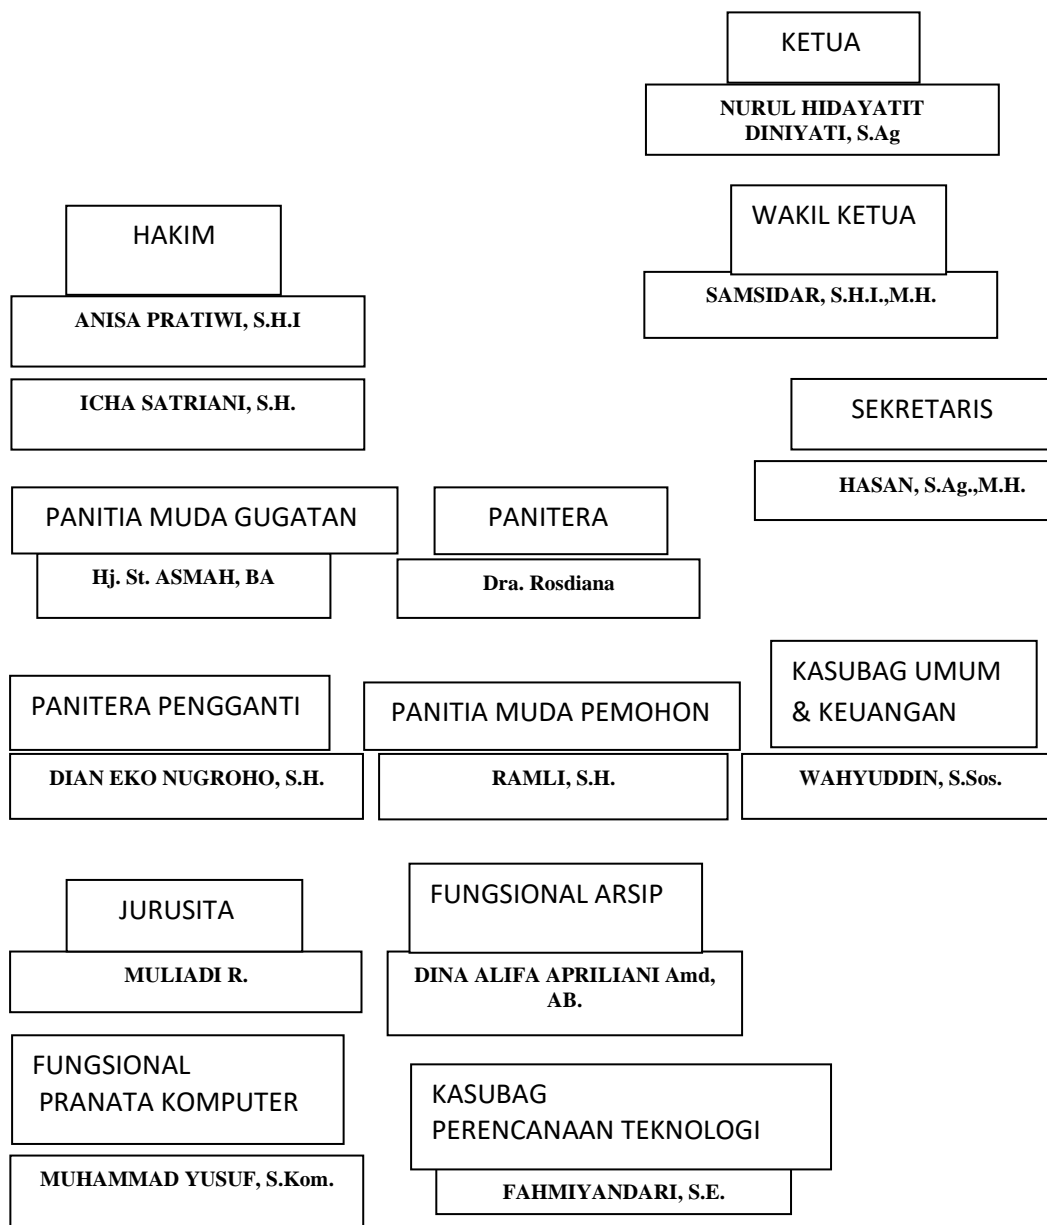 KETUA
NURUL HIDAYATIT
DINIYATI, S.Ag
WAKIL KETUA
SAMSIDAR, S.H.I.,M.H.
HAKIM
ANISA PRATIWI, S.H.I
ICHA SATRIANI, S.H.
SEKRETARIS
HASAN, S.Ag.,M.H.
PANITIA MUDA GUGATAN
Hj. St. ASMAH, BA
PANITERA
Dra. Rosdiana
PANITERA PENGGANTI
DIAN EKO NUGROHO, S.H.
PANITIA MUDA PEMOHON
RAMLI, S.H.
KASUBAG UMUM
& KEUANGAN
WAHYUDDIN, S.Sos.
JURUSITA
MULIADI R.
FUNGSIONAL ARSIP
DINA ALIFA APRILIANI Amd,
AB.
FUNGSIONAL
PRANATA KOMPUTER
MUHAMMAD YUSUF, S.Kom.
KASUBAG
PERENCANAAN TEKNOLOGI
FAHMIYANDARI, S.E.